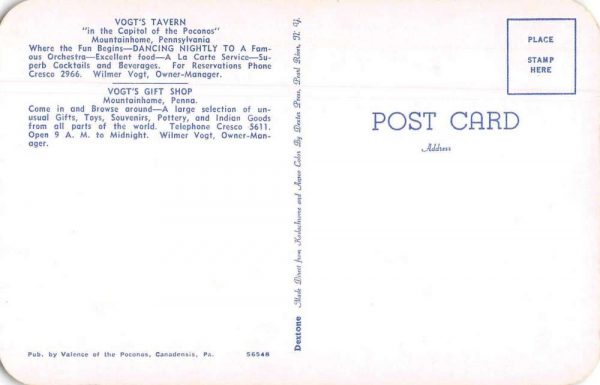 VOGT'S TAVERN
"in the Capitol of the Poconos"
Mountainhome, Pennsylvania
Where the Fun Begins—DANCING NIGHTLY TO A Fam-
ous Orchestra—Excellent food—A La Carte Service—Su-
perb Cocktails and Beverages. For Reservations Phone
Cresco 2966. Wilmer Vogt, Owner-Manager.
VOGT'S GIFT SHOP
Mountainhome, Penna.
Come in and Browse around—A large selection of un-
usual Gifts, Toys, Souvenirs, Pottery, and Indian Goods
from all parts of the world. Telephone Cresco 5611.
Open 9 A. M. to Midnight. Wilmer Vogt, Owner-Man-
ager.
Pub. by Valence of the Poconos, Canadensis, Pa. 56548
Dextone Made Direct from Kodachrome and Ansco Color By Dexter Press, Pearl River, N. Y.
PLACE
STAMP
HERE
POST CARD
Address